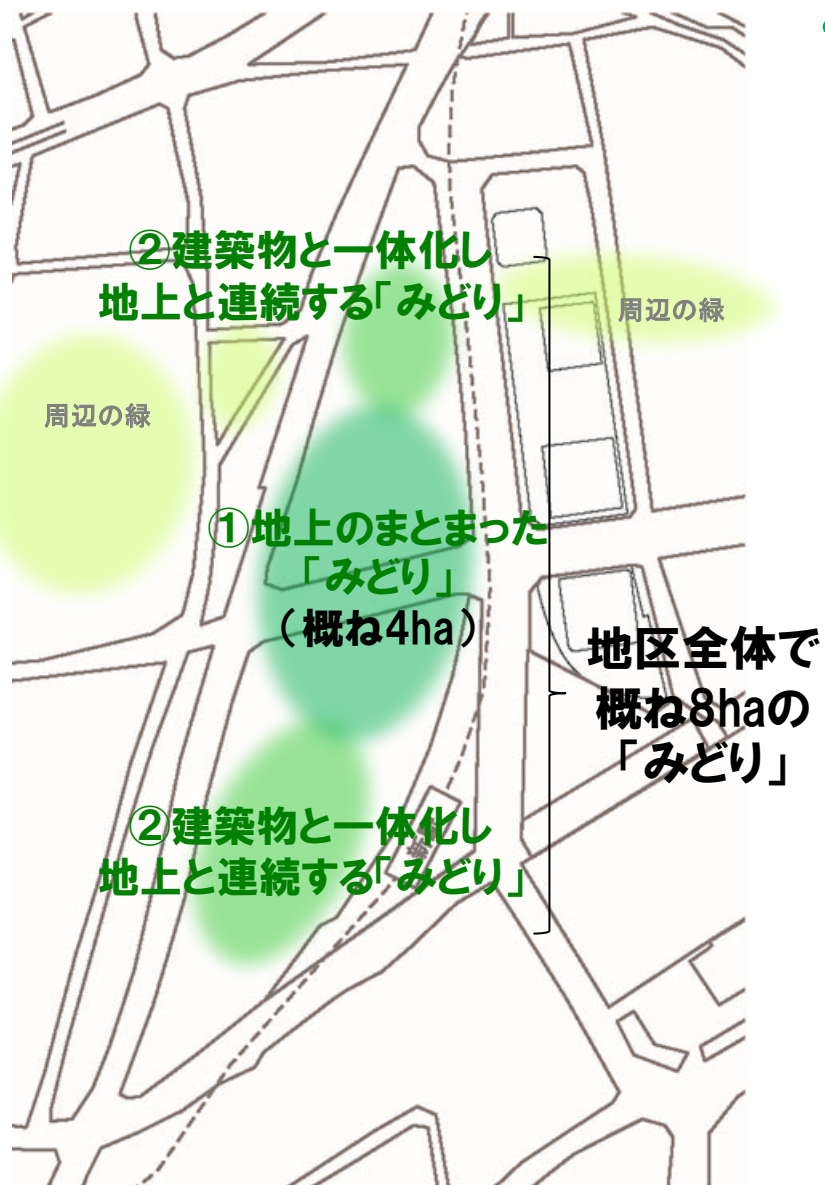 ②建築物と一体化し
地上と連続する「みどり」
周辺の緑
周辺の緑
①地上のまとまった
「みどり」
(概ね4ha)
地区全体で
概ね8haの
「みどり」
②建築物と一体化し
地上と連続する「みどり」